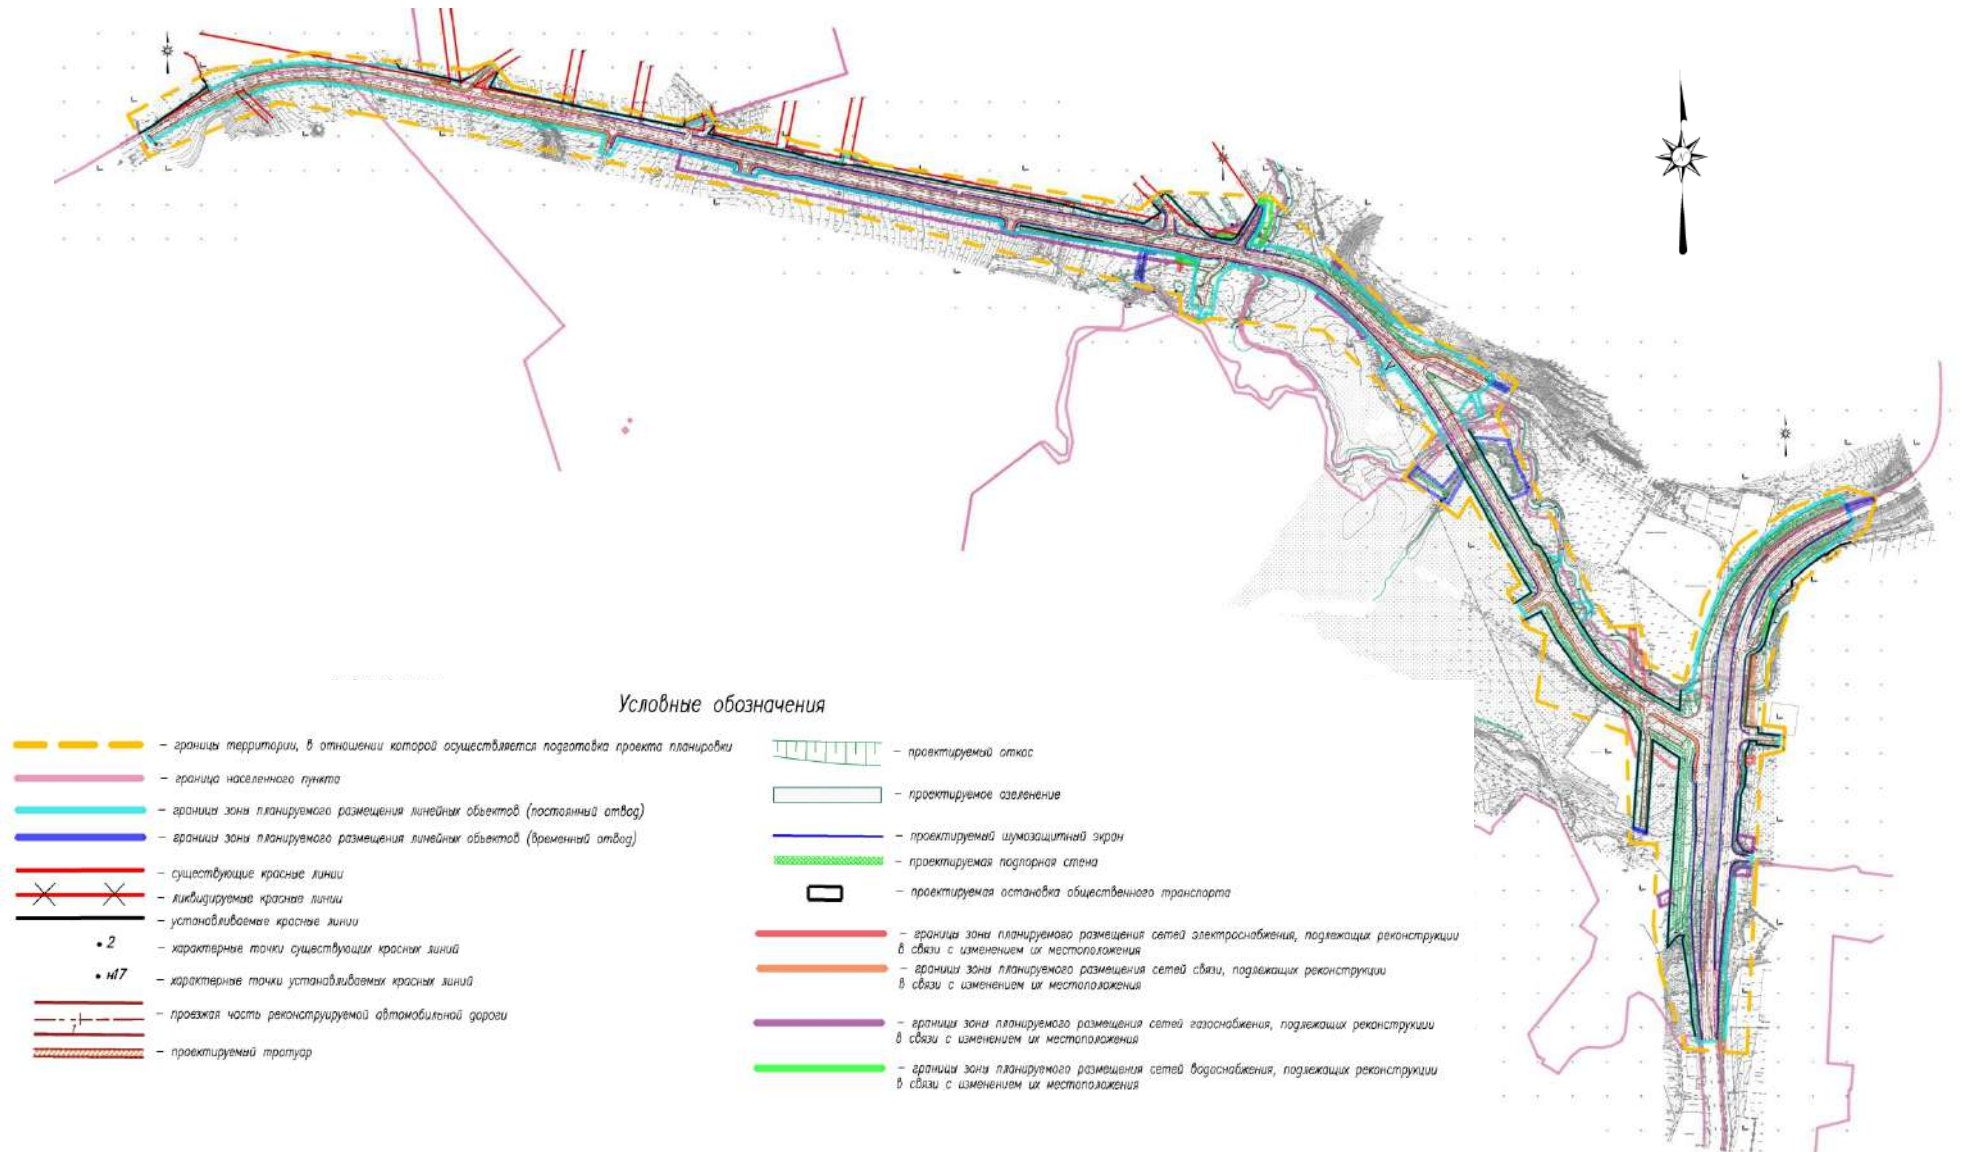 Условные обозначения
– границы территории, в отношении которой осуществляется подготовка проекта планировки
– граница населенного пункта
– границы зоны планируемого размещения линейных объектов (постоянный отвод)
– границы зоны планируемого размещения линейных объектов (временный отвод)
– существующие красные линии
– ликвидируемые красные линии
– устанавливаемые красные линии
• 2
– характерные точки существующих красных линий
• н17
– характерные точки устанавливаемых красных линий
– проезжая часть реконструируемой автомобильной дороги
1
– проектируемый тротуар
– проектируемый откос
– проектируемое озеленение
– проектируемый шумозащитный экран
– проектируемая подпорная стена
– проектируемая остановка общественного транспорта
– границы зоны планируемого размещения сетей электроснабжения, подлежащих реконструкции
в связи с изменением их местоположения
– границы зоны планируемого размещения сетей связи, подлежащих реконструкции
в связи с изменением их местоположения
– границы зоны планируемого размещения сетей газоснабжения, подлежащих реконструкции
в связи с изменением их местоположения
– границы зоны планируемого размещения сетей водоснабжения, подлежащих реконструкции
в связи с изменением их местоположения